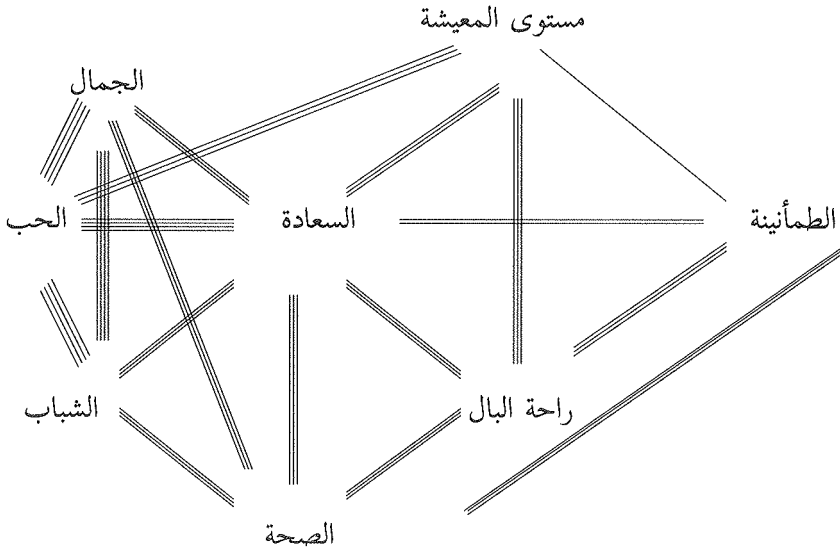 مستوى المعيشة
الجمال
الطمأنينة
السعادة
الحب
راحة البال
الشباب
الصحة